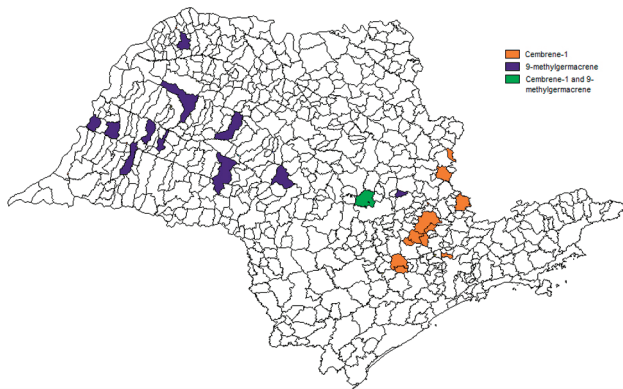 Cembrene-1
9-methylgermacrene
Cembrene-1 and 9-
methylgermacrene